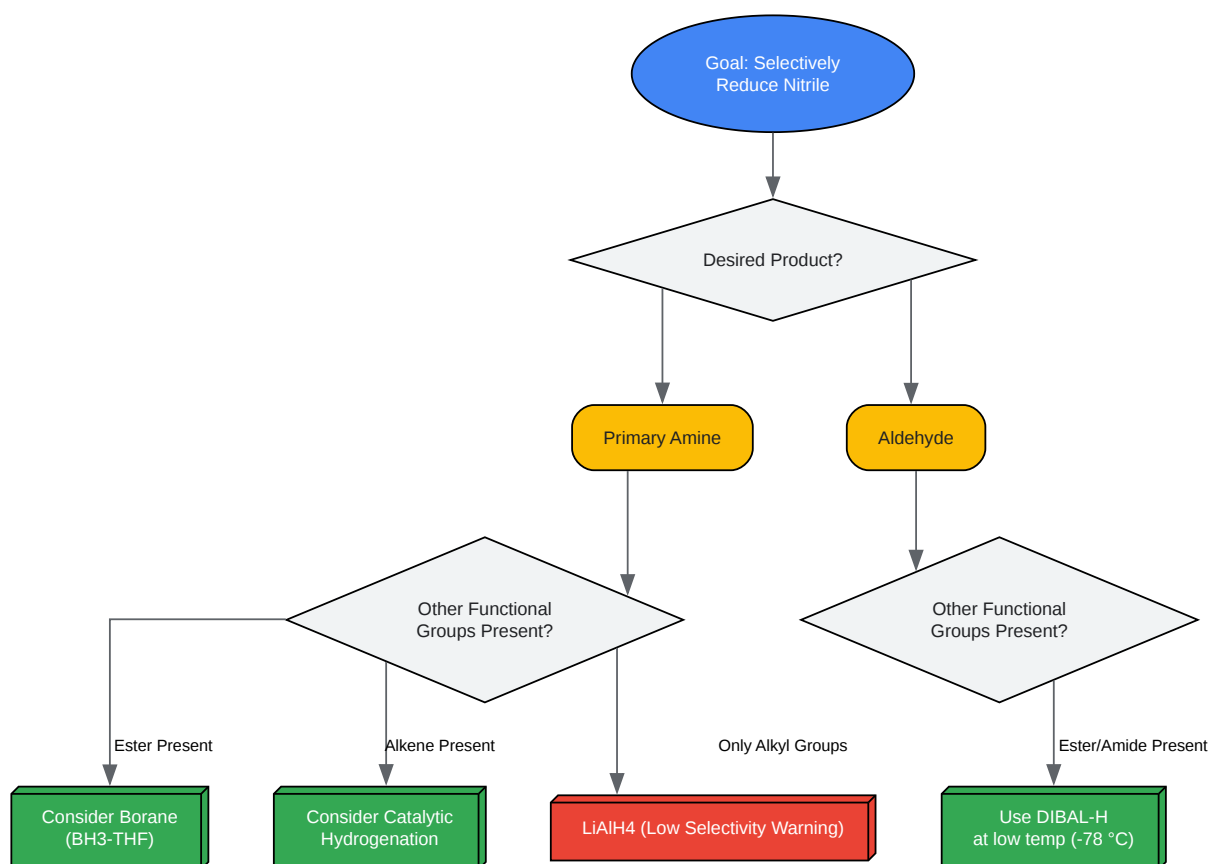 Goal: Selectively
Reduce Nitrile
Desired Product?
Primary Amine
Aldehyde
Other Functional
Groups Present?
Other Functional
Groups Present?
Ester Present
Alkene Present
Only Alkyl Groups
Ester/Amide Present
Consider Borane
(BH3-THF)
Consider Catalytic
Hydrogenation
LiAlH4 (Low Selectivity Warning)
Use DIBAL-H
at low temp (-78 °C)